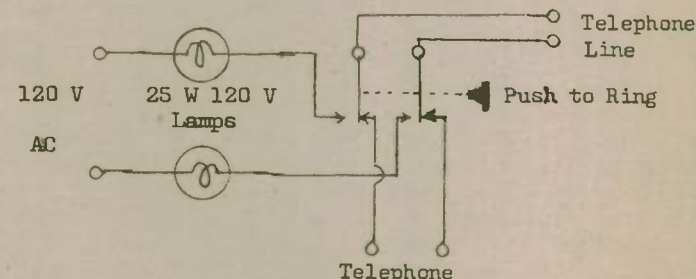 Telephone
Line
120 V
25 W 120 V
Lamps
Push to Ring
AC
Telephone